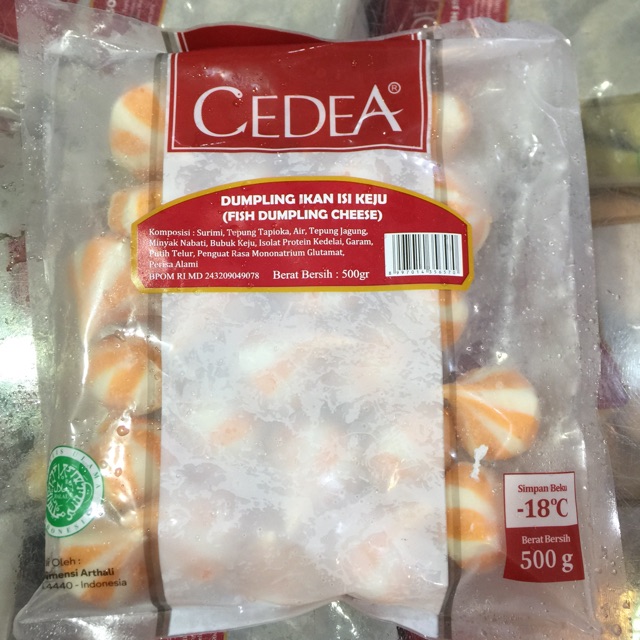 CEDEA®
DUMPLING IKAN ISI KEJU
(FISH DUMPLING CHEESE)
Komposisi : Surimi, Tepung Tapioka, Air, Tepung Jagung,
Minyak Nabati, Bubuk Keju, Isolat Protein Kedelai, Garam,
Putih Telur, Penguat Rasa Mononatrium Glutamat,
Perisa Alami
BPOM RI MD 243209049078 Berat Bersih : 500gr
Simpan Beku
-18°C
Berat Bersih
500 g
Oleh :
Arthali
4440 - Indonesia